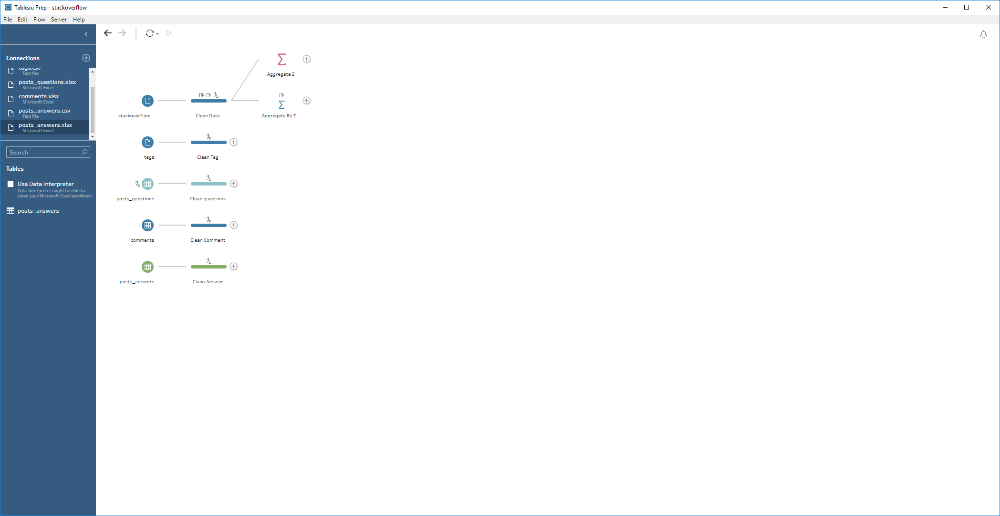 Tableau Prep - stackoverflow
File Edit Flow Server Help
Connections
tags.csv
Text file
posts_questions.xlsx
Microsoft Excel
comments.xlsx
Microsoft Excel
posts_answers.csv
Text file
posts_answers.xlsx
Microsoft Excel
Search
Tables
Use Data Interpreter
Data Interpreter might be able to
clean your Microsoft Excel workbook.
posts_answers
Aggregate 2
stackoverflow...
Clean Date
Aggregate By T...
tags
Clean Tag
posts_questions
Clean questions
comments
Clean Comment
posts_answers
Clean Answer